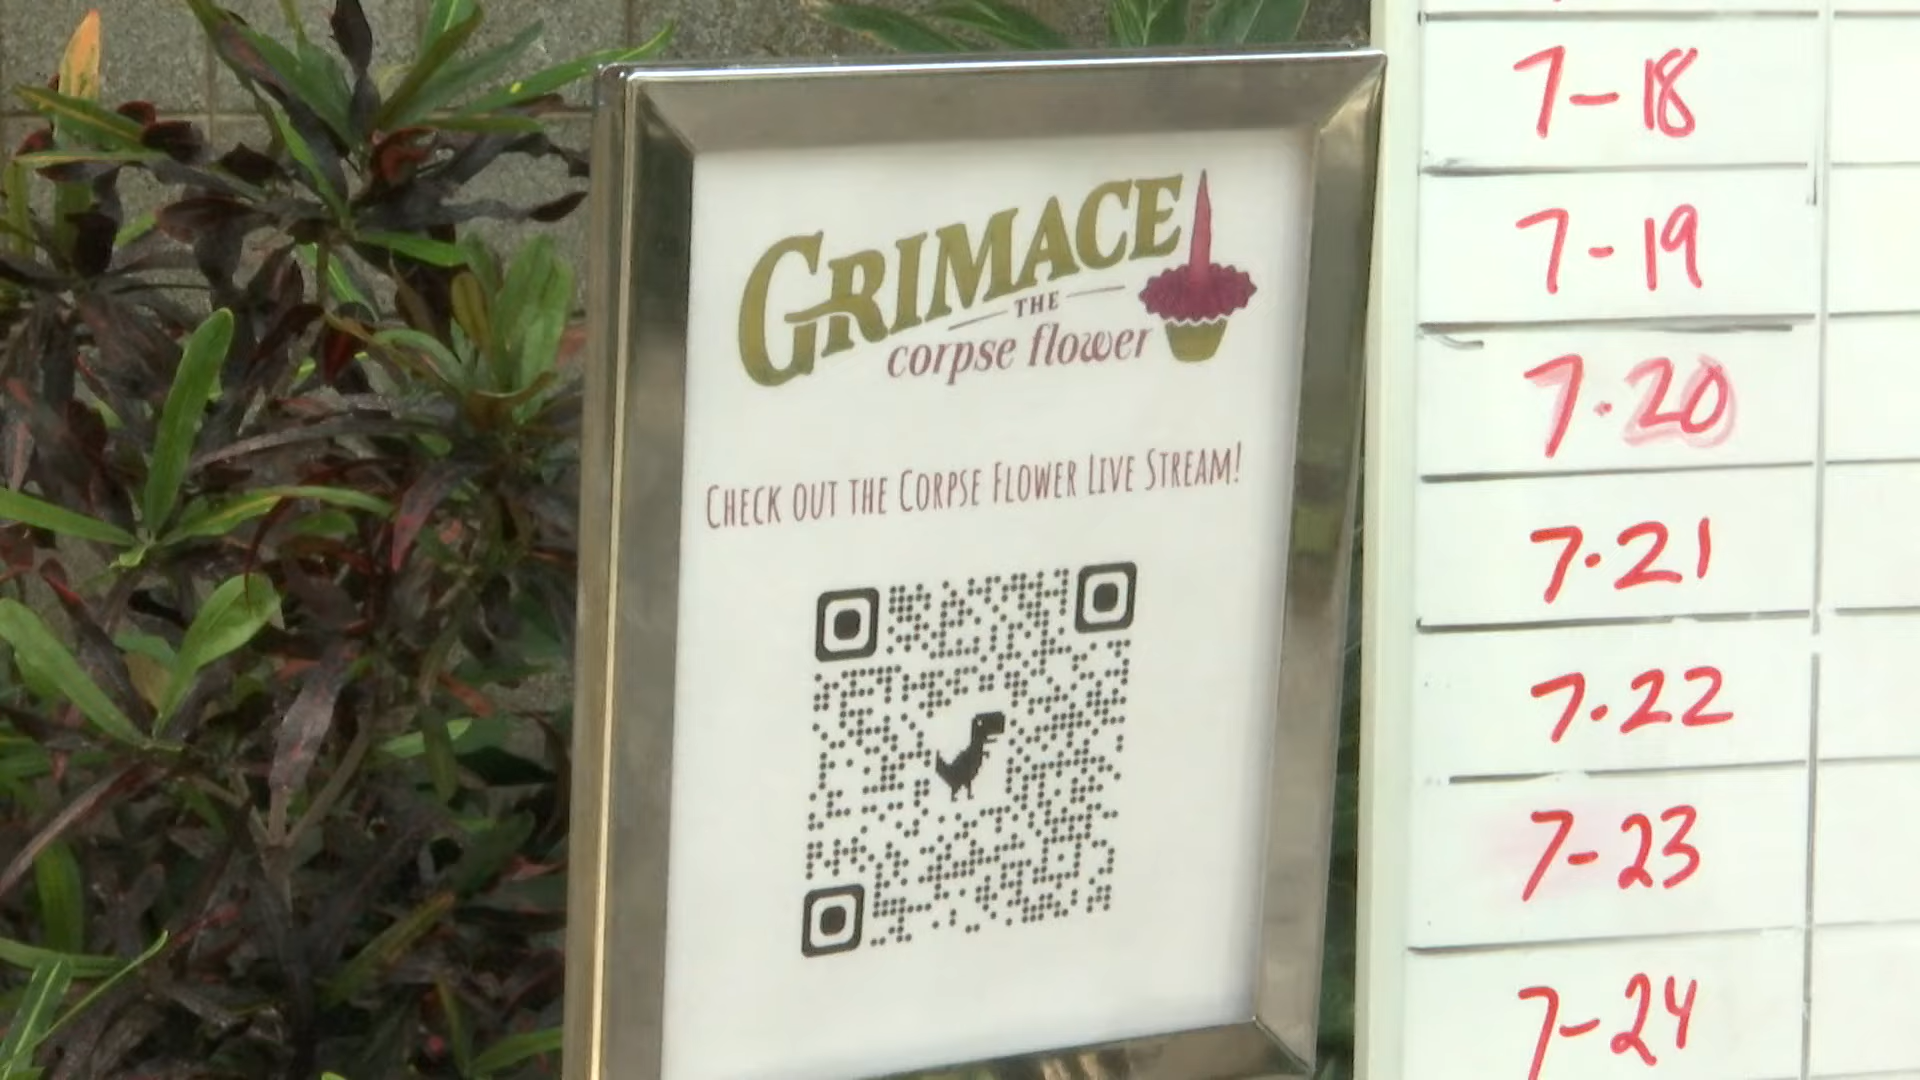 GRIMACE
THE
corpse flower
CHECK OUT THE CORPSE FLOWER LIVE STREAM!
7-18
7-19
7.20
7.21
7.22
7-23
7-24